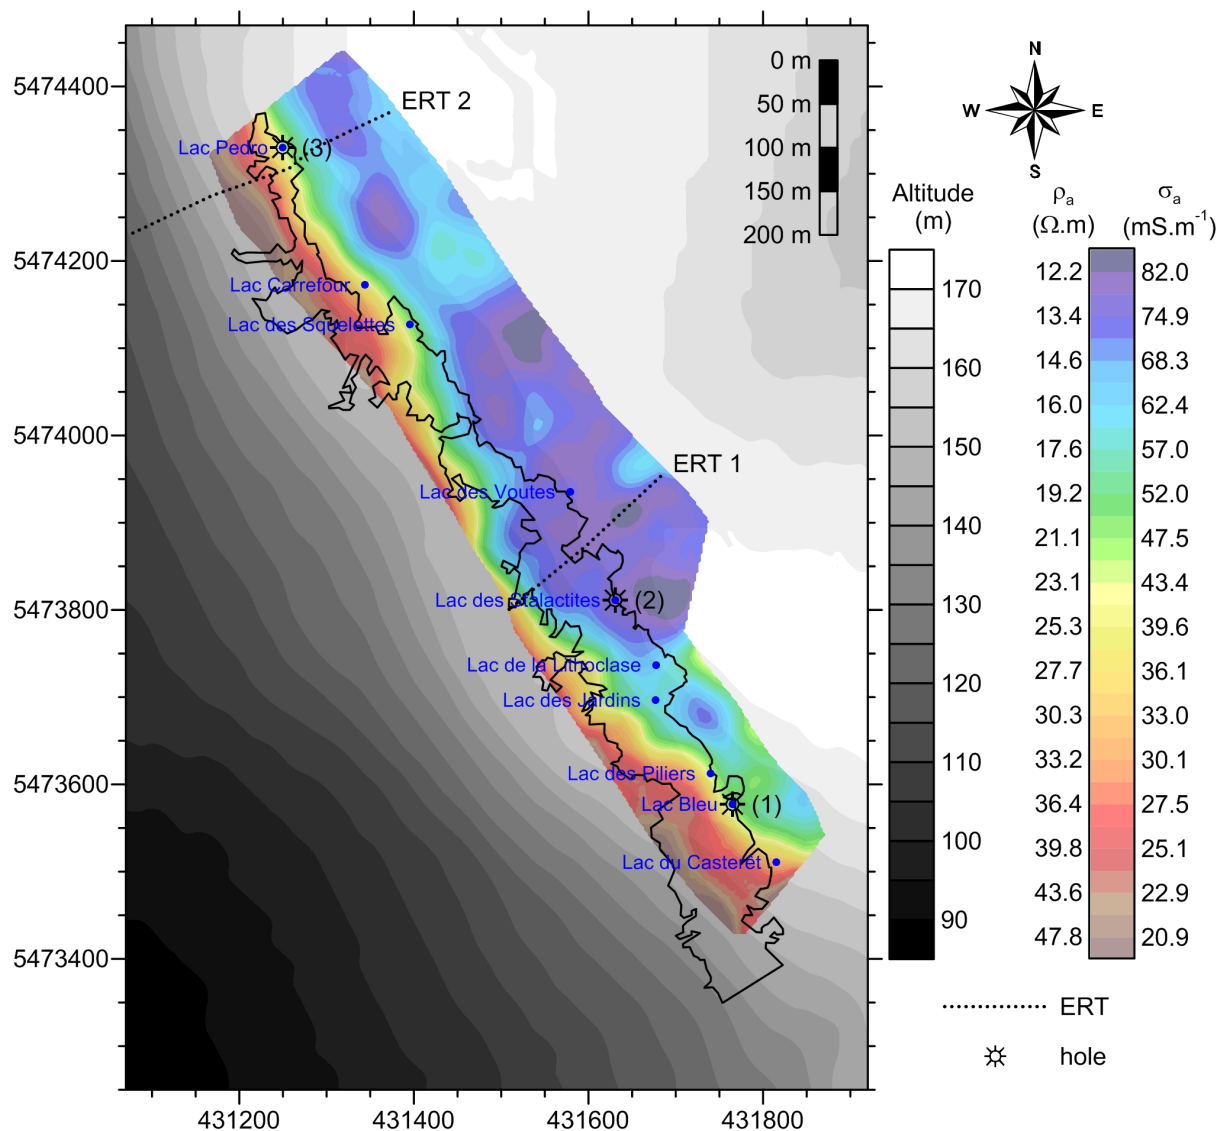 5474400
5474200
5474000
5473800
5473600
5473400
431200
431400
431600
431800
ERT 2
Lac Pedro
(3)
Lac Carrefour
Lac des Squelettes
ERT 1
Lac des Voutes
Lac des Stalactites
(2)
Lac de la Lithoclase
Lac des Jardins
Lac des Piliers
Lac Bleu
(1)
Lac du Casteret
0 m
50 m
100 m
150 m
200 m
N
W
E
S
Altitude
(m)
170
160
150
140
130
120
110
100
90
ρa
(Ω.m)
12.2
13.4
14.6
16.0
17.6
19.2
21.1
23.1
25.3
27.7
30.3
33.2
36.4
39.8
43.6
47.8
σa
(mS.m-1)
82.0
74.9
68.3
62.4
57.0
52.0
47.5
43.4
39.6
36.1
33.0
30.1
27.5
25.1
22.9
20.9
ERT
hole